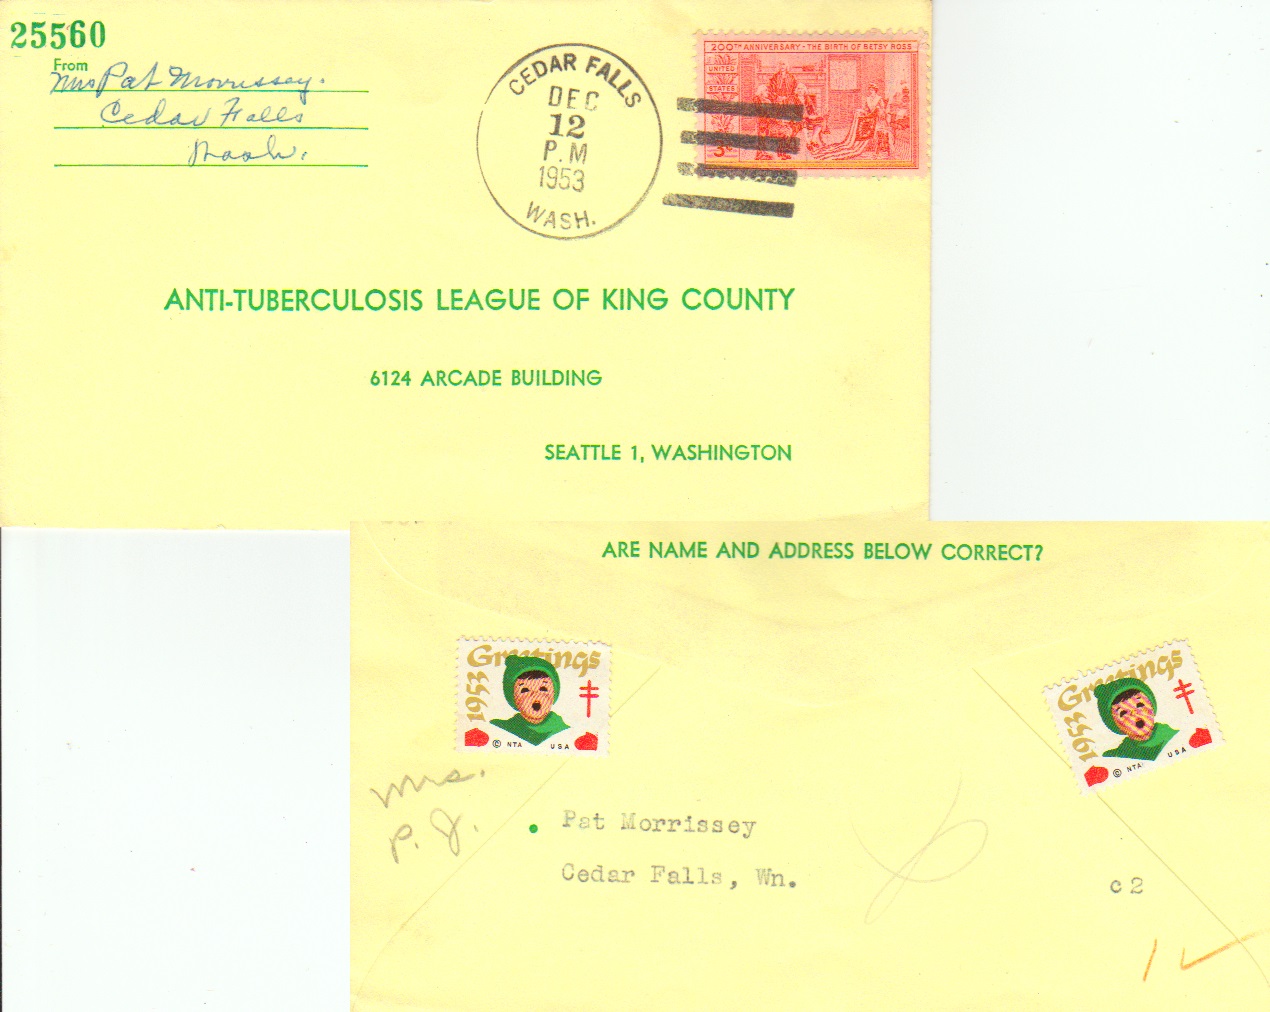 25560
From
Mrs Pat Morrissey.
Cedar Falls
Wash.
CEDAR FALLS
DEC
12
P.M
1953
WASH.
200TH ANNIVERSARY - THE BIRTH OF BETSY ROSS
UNITED
STATES
3¢
ANTI-TUBERCULOSIS LEAGUE OF KING COUNTY
6124 ARCADE BUILDING
SEATTLE 1, WASHINGTON
ARE NAME AND ADDRESS BELOW CORRECT?
Greetings
1953
© NTA USA
Greetings
1953
© NTA USA
Mrs.
P. J.
Pat Morrissey
Cedar Falls, Wn.
c 2